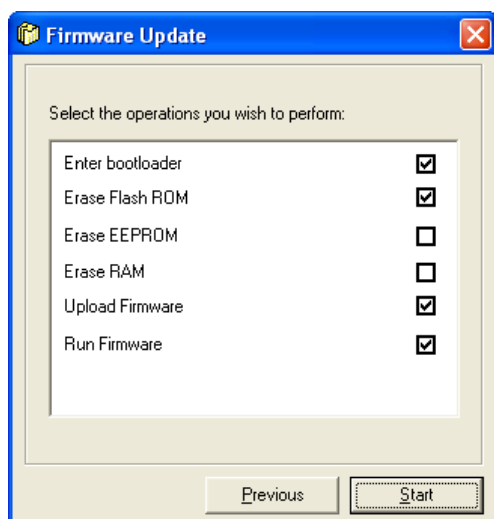 Firmware Update
Select the operations you wish to perform:
Enter bootloader
Erase Flash ROM
Erase EEPROM
Erase RAM
Upload Firmware
Run Firmware
Previous
Start